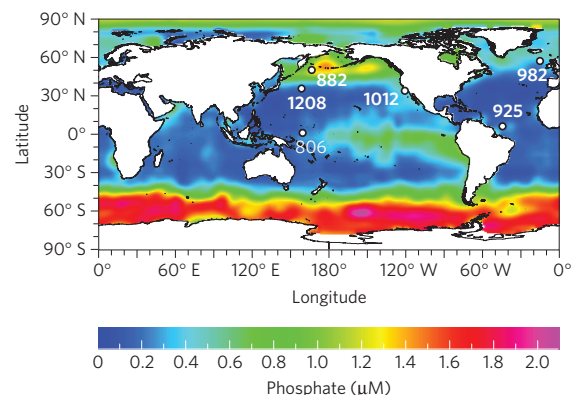 90° N
60° N
30° N
0°
30° S
60° S
90° S
Latitude
882
982
1208
1012
925
806
0°
60° E
120° E
180°
120° W
60° W
0°
Longitude
0
0.2
0.4
0.6
0.8
1.0
1.2
1.4
1.6
1.8
2.0
Phosphate (μM)